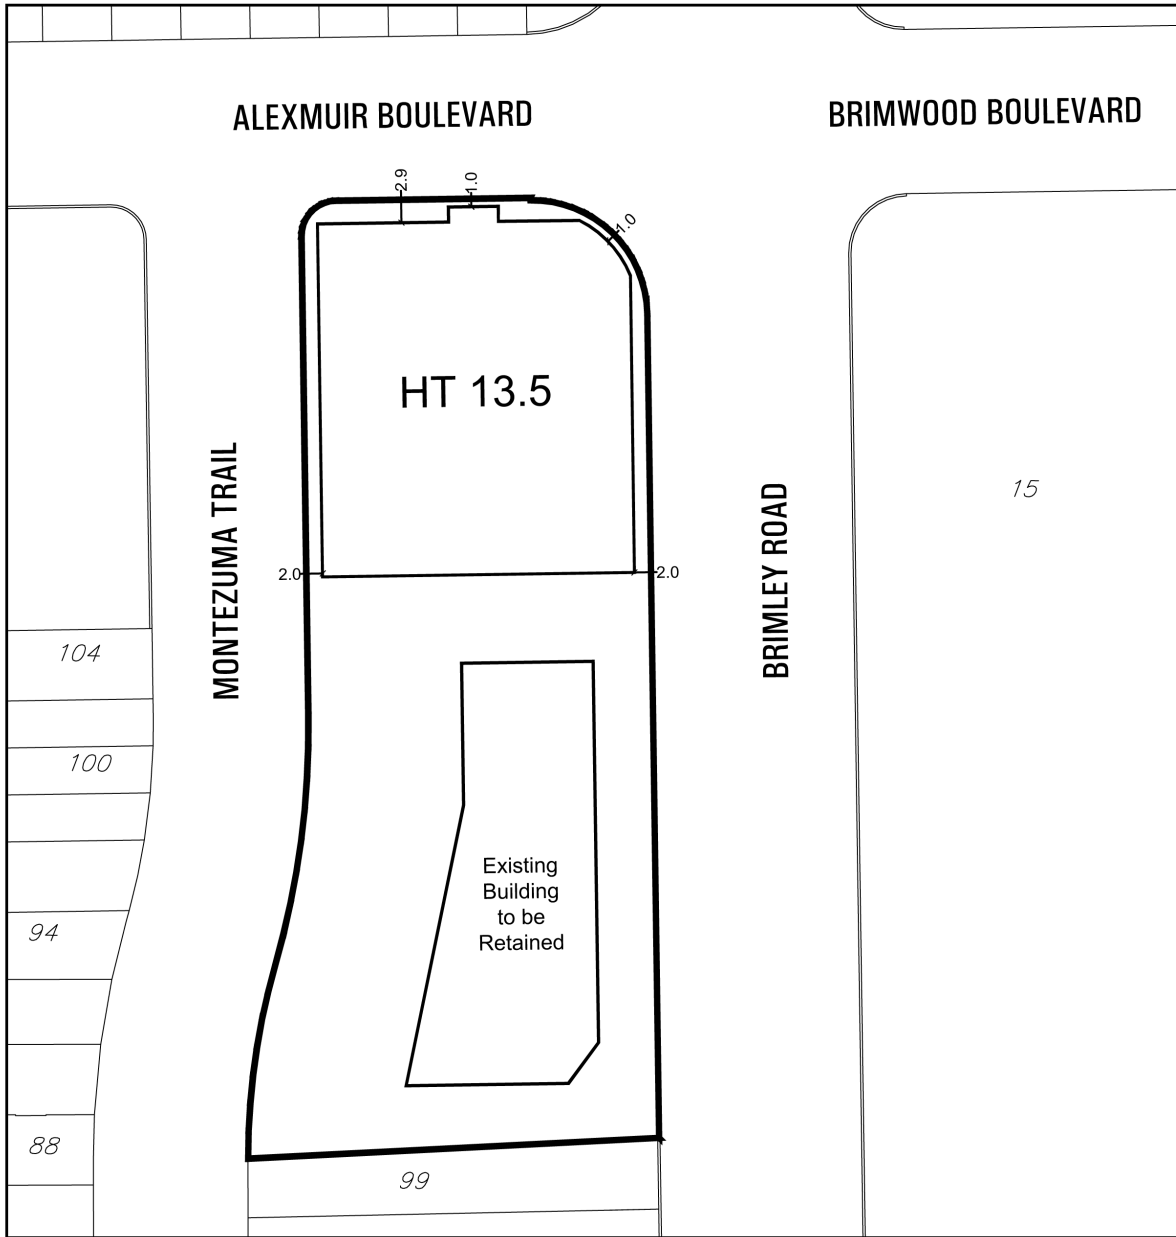 ALEXMUIR BOULEVARD
BRIMWOOD BOULEVARD
2.9
1.0
1.0
HT 13.5
MONTEZUMA TRAIL
BRIMLEY ROAD
15
2.0
2.0
104
100
Existing
Building
to be
Retained
94
88
99